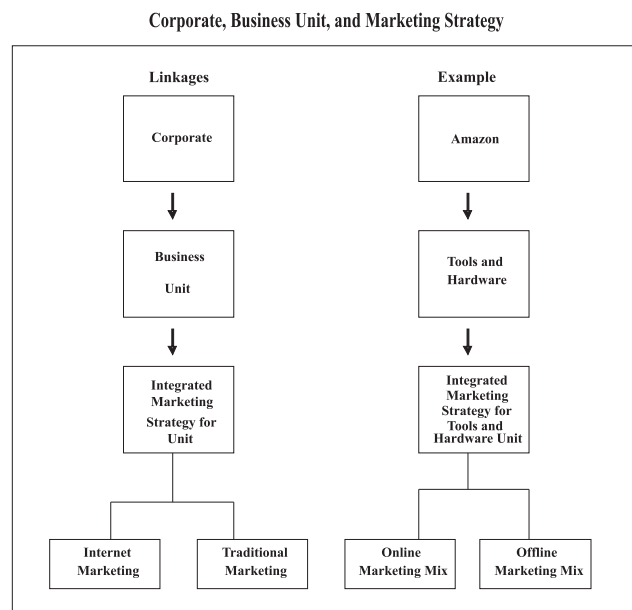 Corporate, Business Unit, and Marketing Strategy
Linkages
Corporate
Business
Unit
Integrated
Marketing
Strategy for
Unit
Internet
Marketing
Traditional
Marketing
Example
Amazon
Tools and
Hardware
Integrated
Marketing
Strategy for
Tools and
Hardware Unit
Online
Marketing Mix
Offline
Marketing Mix